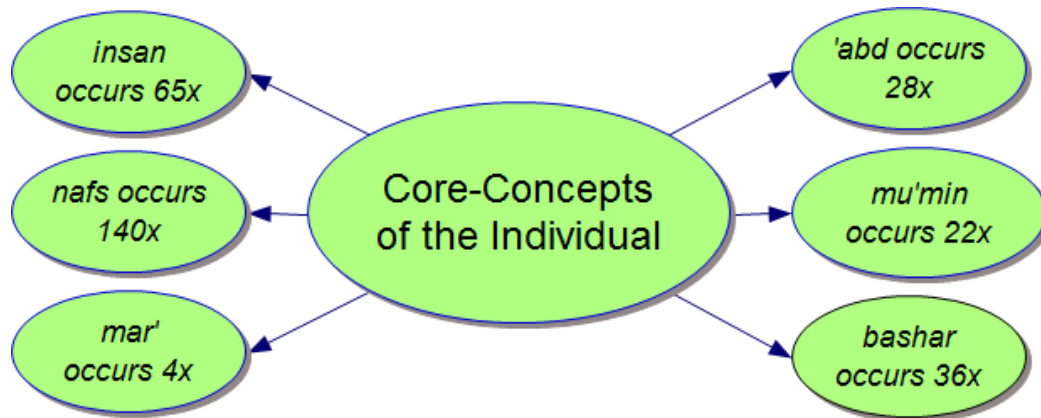 insan
occurs 65x
nafs occurs
140x
mar'
occurs 4x
Core-Concepts
of the Individual
'abd occurs
28x
mu'min
occurs 22x
bashar
occurs 36x